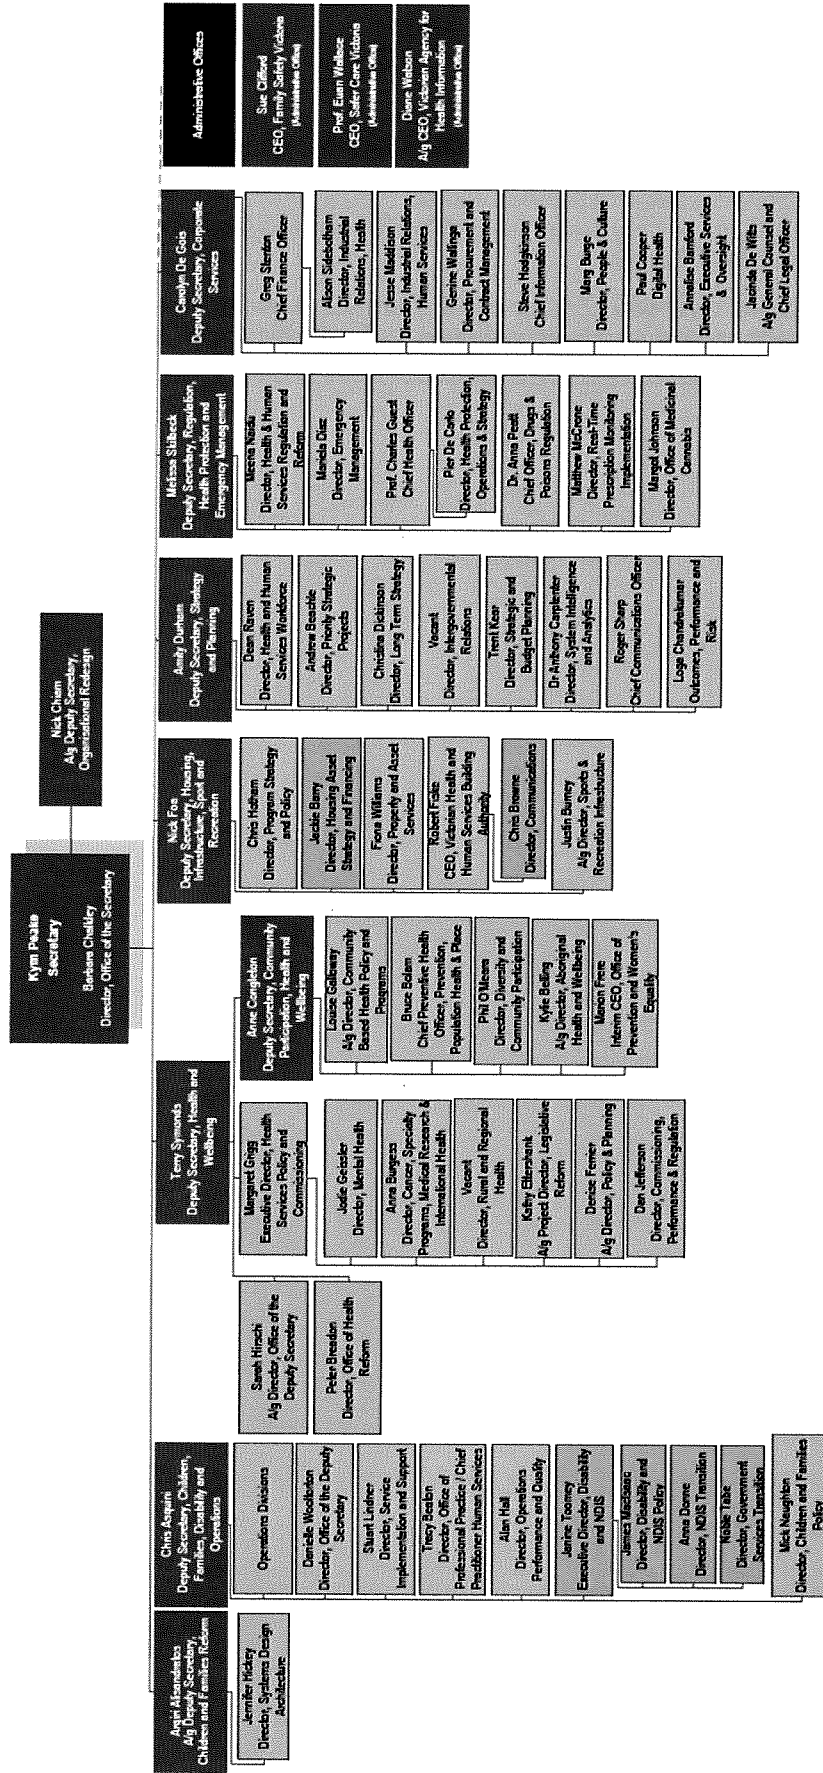 Kym Peake
Secretary
Barbara Chalkley
Director, Office of the Secretary
Nick Chiam
A/g Deputy Secretary,
Organisational Redesign
Argiri Alisandratos
A/g Deputy Secretary,
Children and Families Reform
Jennifer Hickey
Director, Systems Design
Architecture
Chris Asquini
Deputy Secretary, Children,
Families, Disability and
Operations
Operations Divisions
Danielle Woolboton
Director, Office of the Deputy
Secretary
Stuart Lindner
Director, Service
Implementation and Support
Tracy Beaton
Director, Office of
Professional Practice / Chief
Practitioner Human Services
Alan Hall
Director, Operations
Performance and Quality
Janine Toomey
Executive Director, Disability
and NDIS
James MacIsaac
Director, Disability and
NDIS Policy
Anna Donne
Director, NDIS Transition
Noble Tabe
Director, Government
Services Transition
Mick Naughton
Director, Children and Families
Policy
Terry Symonds
Deputy Secretary, Health and
Wellbeing
Sarah Hirschi
A/g Director, Office of the
Deputy Secretary
Peter Breadon
Director, Office of Health
Reform
Margaret Grigg
Executive Director, Health
Services Policy and
Commissioning
Jodie Geissler
Director, Mental Health
Anna Burgess
Director, Cancer, Specialty
Programs, Medical Research &
International Health
Vacant
Director, Rural and Regional
Health
Kathy Ettershank
A/g Project Director, Legislative
Reform
Denise Ferrier
A/g Director, Policy & Planning
Dan Jefferson
Director, Commissioning,
Performance & Regulation
Anne Congleton
Deputy Secretary, Community
Participation, Health and
Wellbeing
Louise Galloway
A/g Director, Community
Based Health Policy and
Programs
Bruce Bolam
Chief Preventive Health
Officer, Prevention,
Population Health & Place
Phil O'Meara
Director, Diversity and
Community Participation
Kylie Belling
A/g Director, Aboriginal
Health and Wellbeing
Manon Frene
Interim CEO, Office of
Prevention and Women's
Equality
Nick Foa
Deputy Secretary, Housing,
Infrastructure, Sport and
Recreation
Chris Hotham
Director, Program Strategy
and Policy
Jackie Barry
Director, Housing Asset
Strategy and Financing
Fiona Williams
Director, Property and Asset
Services
Robert Fiske
CEO, Victorian Health and
Human Services Building
Authority
Chris Browne
Director, Communications
Justin Burney
A/g Director, Sports &
Recreation Infrastructure
Amity Durham
Deputy Secretary, Strategy
and Planning
Dean Raven
Director, Health and Human
Services Workforce
Andrew Beaschle
Director, Priority Strategic
Projects
Christina Dickinson
Director, Long Term Strategy
Vacant
Director, Intergovernmental
Relations
Trent Kear
Director, Strategic and
Budget Planning
Dr Anthony Carpenter
Director, System Intelligence
and Analytics
Roger Sharp
Chief Communications Officer
Loga Chandrakumar
Outcomes, Performance and
Risk
Melissa Skilbeck
Deputy Secretary, Regulation,
Health Protection and
Emergency Management
Meena Naidu
Director, Health & Human
Services Regulation and
Reform
Mariela Diaz
Director, Emergency
Management
Prof. Charles Guest
Chief Health Officer
Pier De Carlo
Director, Health Protection,
Operations & Strategy
Dr. Anna Peatt
Chief Officer, Drugs &
Poisons Regulation
Matthew McCrone
Director, Real-Time
Prescription Monitoring
Implementation
Margot Johnson
Director, Office of Medicinal
Cannabis
Carolyn De Gois
Deputy Secretary, Corporate
Services
Greg Stenton
Chief Finance Officer
Alison Sidebotham
Director, Industrial
Relations, Health
Jesse Maddison
Director, Industrial Relations,
Human Services
Genine Wallinga
Director, Procurement and
Contract Management
Steve Hodgkinson
Chief Information Officer
Marg Burge
Director, People & Culture
Paul Cooper
Digital Health
Annalise Bamford
Director, Executive Services
& Oversight
Jacinda De Witts
A/g General Counsel and
Chief Legal Officer
Administrative Offices
Sue Clifford
CEO, Family Safety Victoria
(Administrative Office)
Prof. Euan Wallace
CEO, Safer Care Victoria
(Administrative Office)
Diane Watson
A/g CEO, Victorian Agency for
Health Information
(Administrative Office)